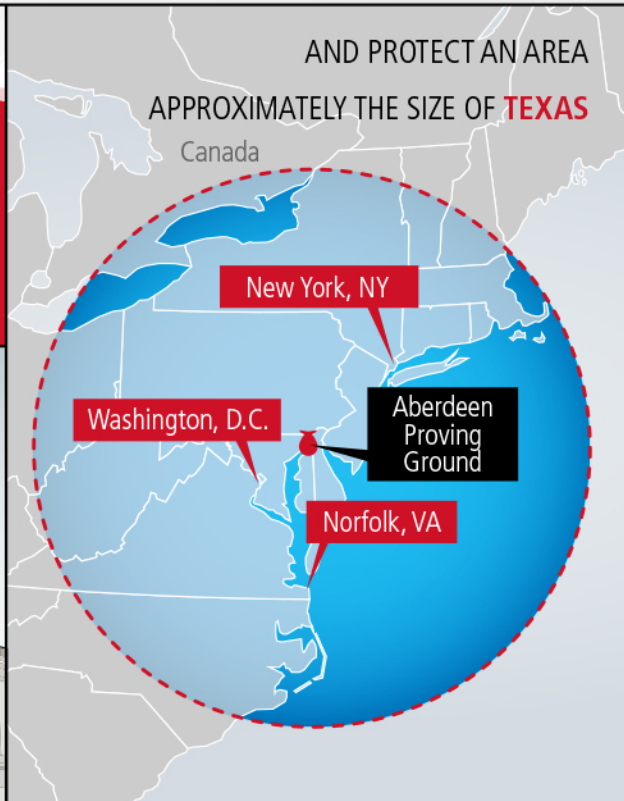 AND PROTECT AN AREA
APPROXIMATELY THE SIZE OF TEXAS
Canada
New York, NY
Washington, D.C.
Aberdeen
Proving
Ground
Norfolk, VA